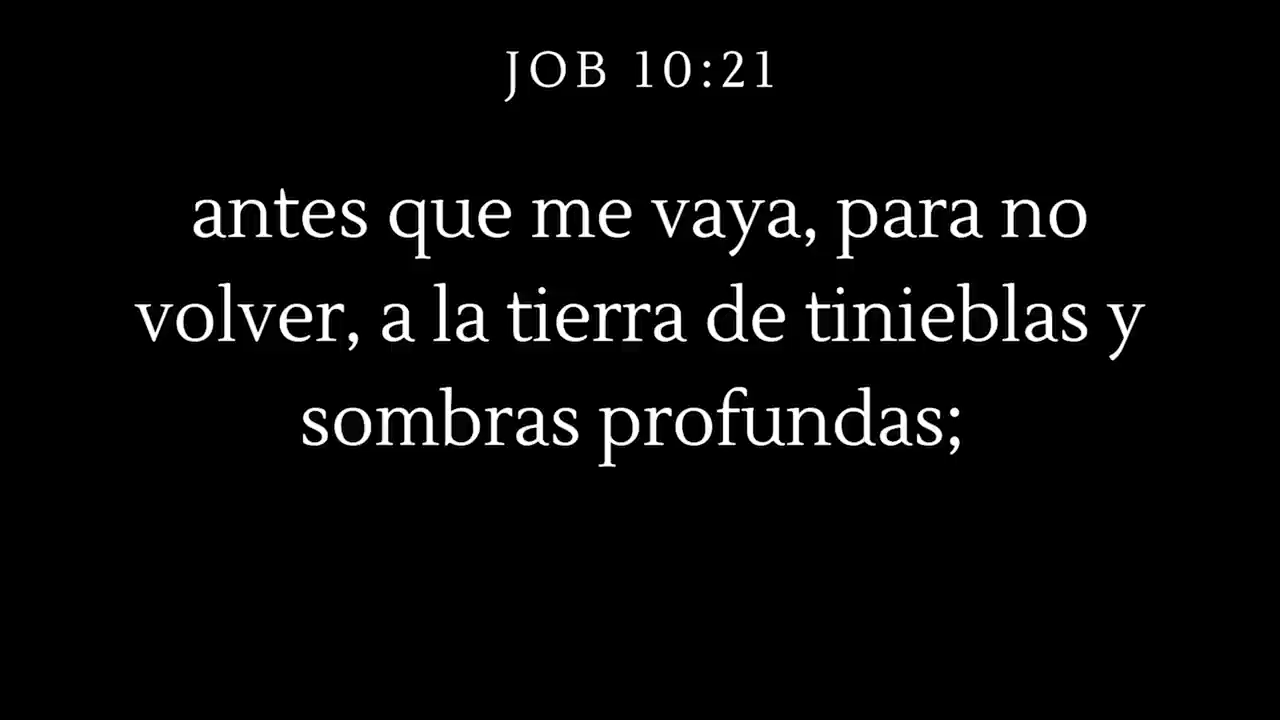 JOB 10:21
antes que me vaya, para no
volver, a la tierra de tinieblas y
sombras profundas;